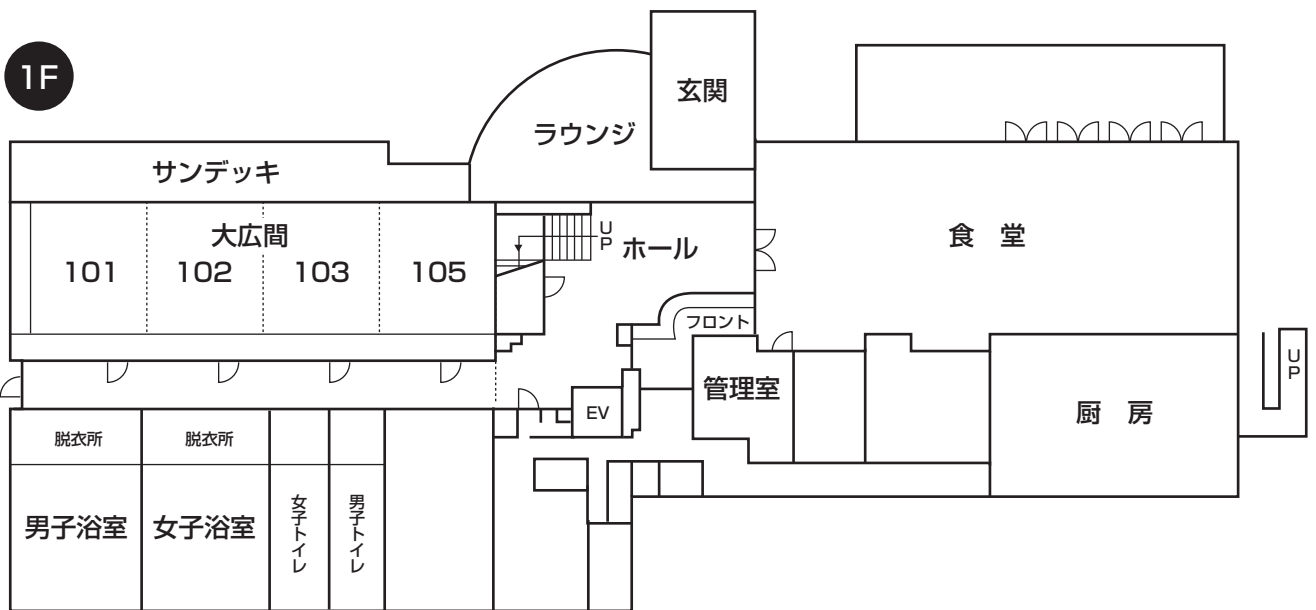 1F
玄関
ラウンジ
サンデッキ
大広間
101
102
103
105
UP
ホール
食 堂
フロント
管理室
厨 房
UP
EV
脱衣所
脱衣所
男子浴室
女子浴室
女子トイレ
男子トイレ